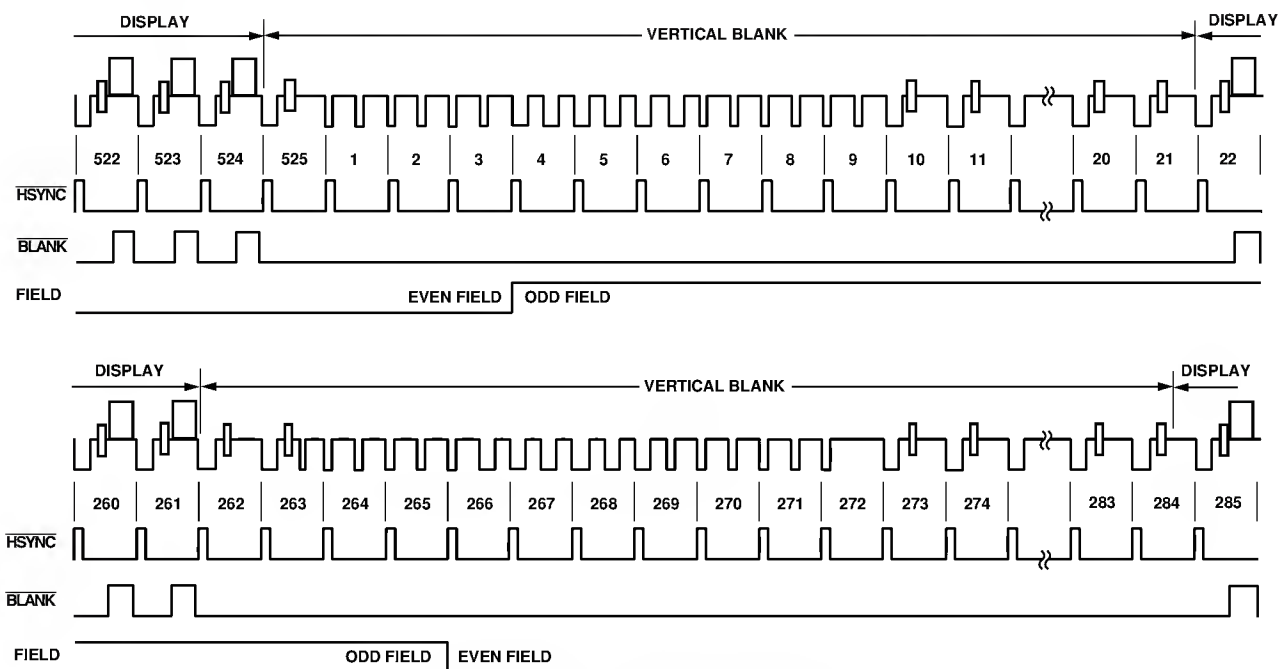 DISPLAY VERTICAL BLANK DISPLAY
522 523 524 525 1 2 3 4 5 6 7 8 9 10 11 20 21 22
HSYNC
BLANK
FIELD EVEN FIELD ODD FIELD
DISPLAY VERTICAL BLANK DISPLAY
260 261 262 263 264 265 266 267 268 269 270 271 272 273 274 283 284 285
HSYNC
BLANK
FIELD ODD FIELD EVEN FIELD